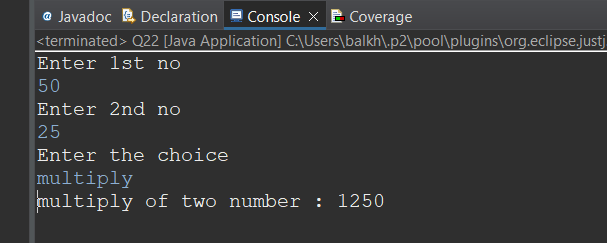 @ Javadoc Declaration Console × Coverage
<terminated> Q22 [Java Application] C:\Users\balkh\.p2\pool\plugins\org.eclipse.justj
Enter 1st no
50
Enter 2nd no
25
Enter the choice
multiply
multiply of two number : 1250